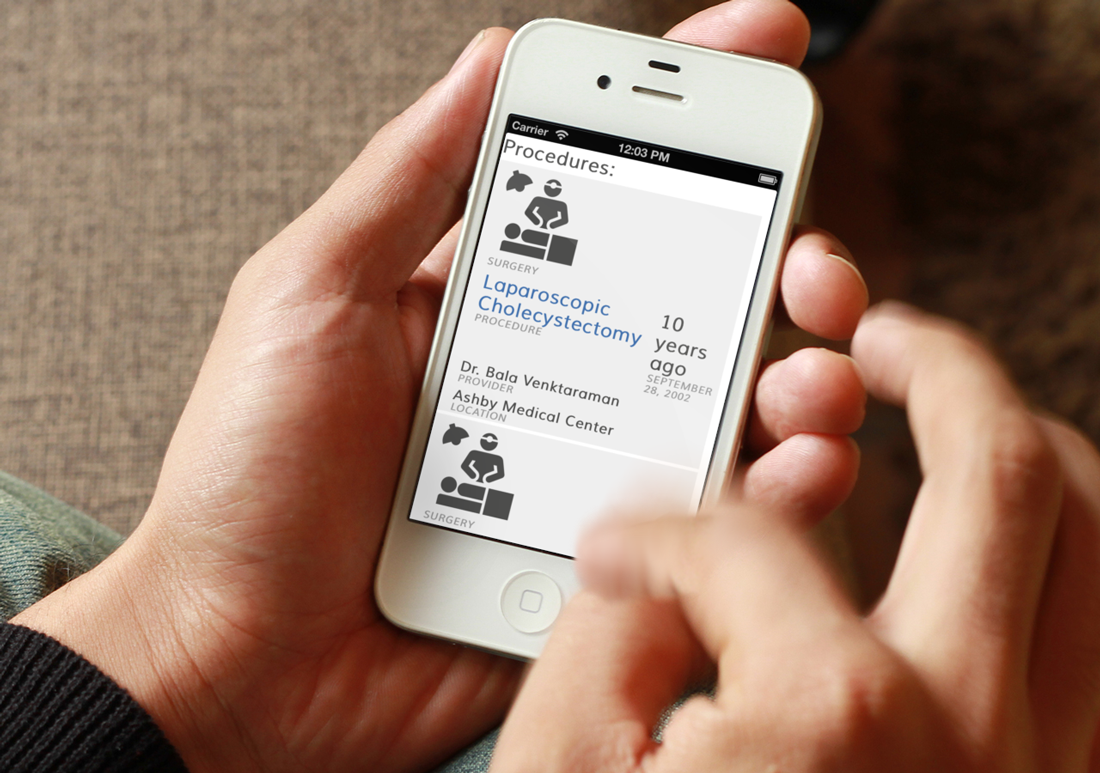 Carrier
12:03 PM
Procedures:
SURGERY
Laparoscopic
Cholecystectomy
PROCEDURE
10
years
ago
SEPTEMBER
28, 2002
Dr. Bala Venktaraman
PROVIDER
Ashby Medical Center
LOCATION
SURGERY